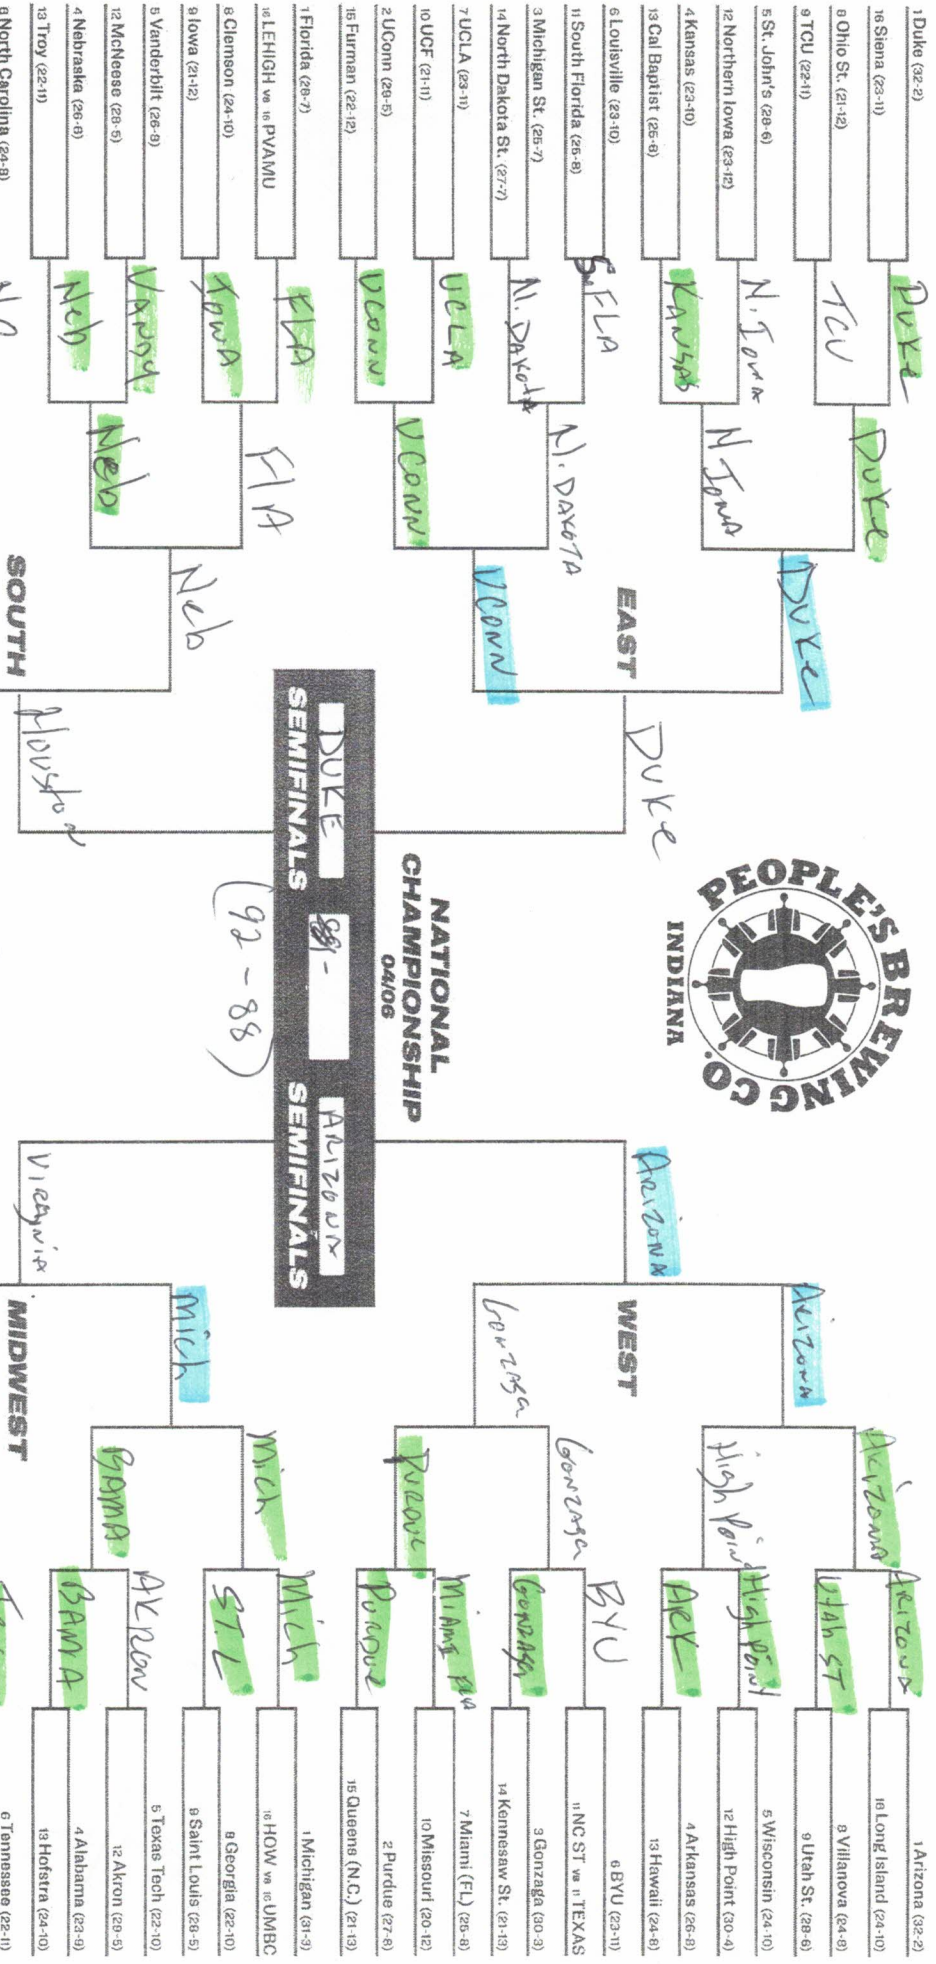 1 Duke (32-2)
16 Siena (23-11)
8 Ohio St. (21-12)
9 TCU (22-11)
5 St. John's (28-6)
12 Northern Iowa (23-12)
4 Kansas (23-10)
13 Cal Baptist (25-8)
6 Louisville (23-10)
11 South Florida (25-8)
3 Michigan St. (25-7)
14 North Dakota St. (27-7)
7 UCLA (23-11)
10 UCF (21-11)
2 UConn (29-5)
15 Furman (22-12)
1 Florida (26-7)
16 LEHIGH vs 16 PVAMU
8 Clemson (24-10)
9 Iowa (21-12)
5 Vanderbilt (26-8)
12 McNeese (28-5)
4 Nebraska (26-6)
13 Troy (22-11)
6 North Carolina (24-8)
Duke
TCU
N. Iowa
Kansas
FLA
N. Dakota
UCLA
UConn
FLA
Iowa
Vandy
Neb
Duke
N Iowa
N. Dakota
UConn
FlA
Neb
Duke
UConn
Neb
EAST
SOUTH
Duke
Houston
PEOPLE'S BREWING CO.
INDIANA
NATIONAL
CHAMPIONSHIP
04/06
DUKE
ARIZONA
SEMIFINALS
SEMIFINALS
(92 - 88)
Arizona
Virginia
WEST
MIDWEST
Arizona
Gonzaga
Mich
Arizona
High Point
Gonzaga
Purdue
Mich
BAMA
Arizona
Utah ST
High Point
ARK
BYU
Gonzaga
Miami FLA
Purdue
Mich
ST. L
AKRON
BAMA
1 Arizona (32-2)
16 Long Island (24-10)
8 Villanova (24-8)
9 Utah St. (28-6)
5 Wisconsin (24-10)
12 High Point (30-4)
4 Arkansas (26-8)
13 Hawaii (24-8)
6 BYU (23-11)
11 NC ST vs 11 TEXAS
3 Gonzaga (30-3)
14 Kennesaw St. (21-13)
7 Miami (FL) (25-8)
10 Missouri (20-12)
2 Purdue (27-8)
15 Queens (N.C.) (21-13)
1 Michigan (31-3)
16 HOW vs 16 UMBC
8 Georgia (22-10)
9 Saint Louis (28-5)
5 Texas Tech (22-10)
12 Akron (29-5)
4 Alabama (23-9)
13 Hofstra (24-10)
6 Tennessee (22-11)